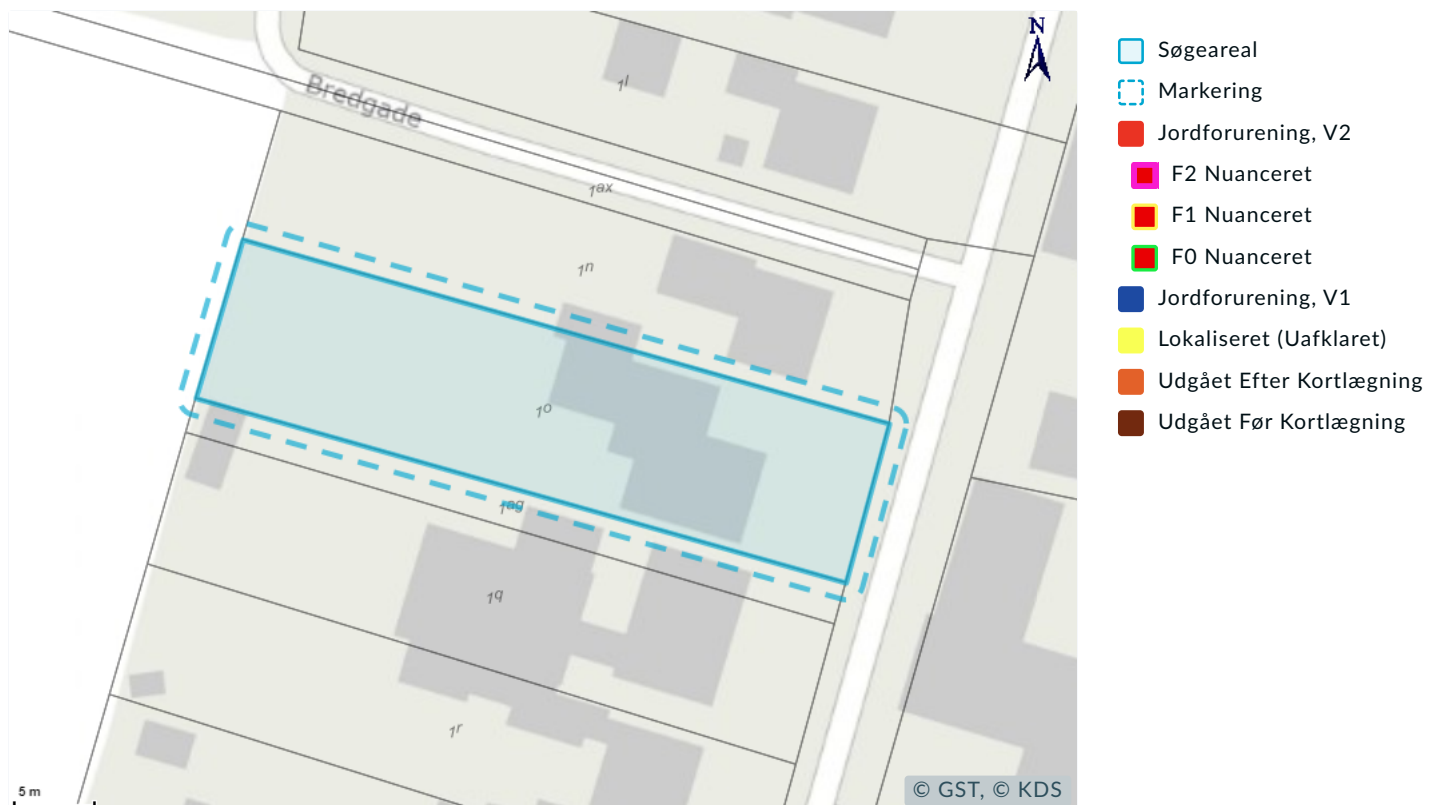 N
Bredgade
1l
1ax
1n
1o
1ag
1q
1r
5 m
© GST, © KDS
Søgeareal
Markering
Jordforurening, V2
F2 Nuanceret
F1 Nuanceret
F0 Nuanceret
Jordforurening, V1
Lokaliseret (Uafklaret)
Udgået Efter Kortlægning
Udgået Før Kortlægning